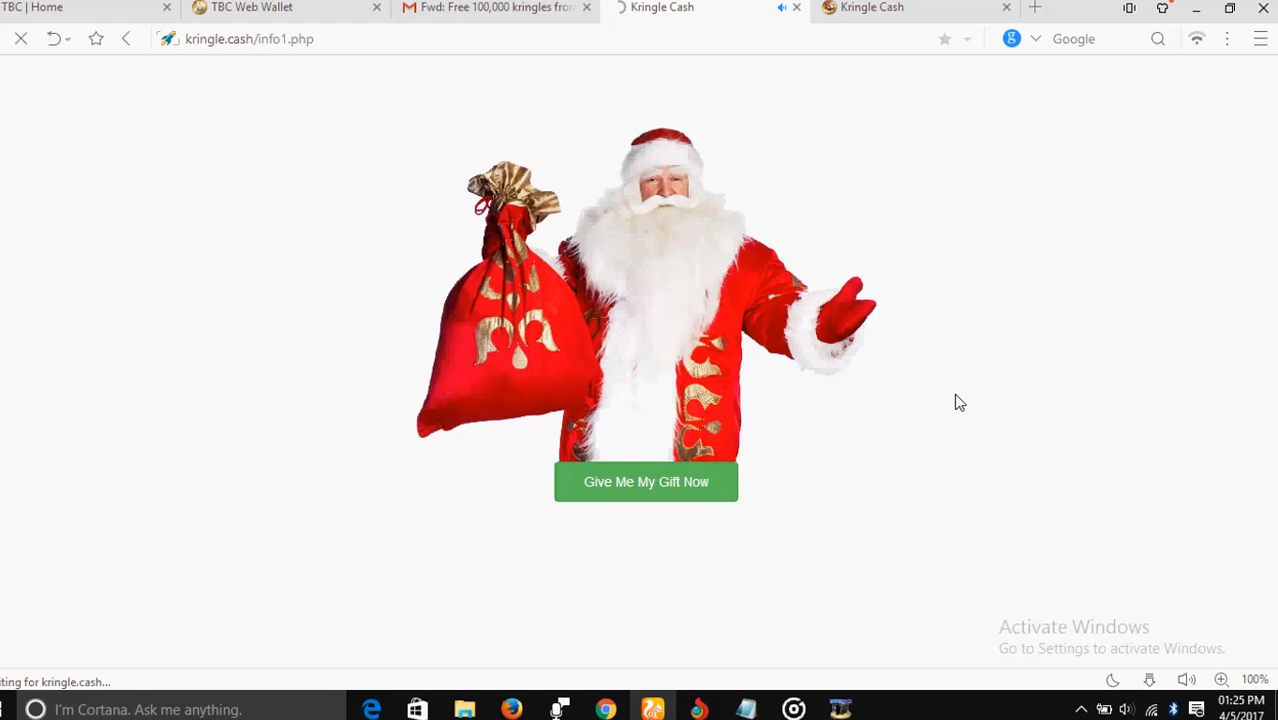 TBC | Home
TBC Web Wallet
Fwd: Free 100,000 kringles from
Kringle Cash
Kringle Cash
kringle.cash/info1.php
g
Google
Give Me My Gift Now
Activate Windows
Go to Settings to activate Windows.
iting for kringle.cash...
100%
I'm Cortana. Ask me anything.
01:25 PM
4/5/2017